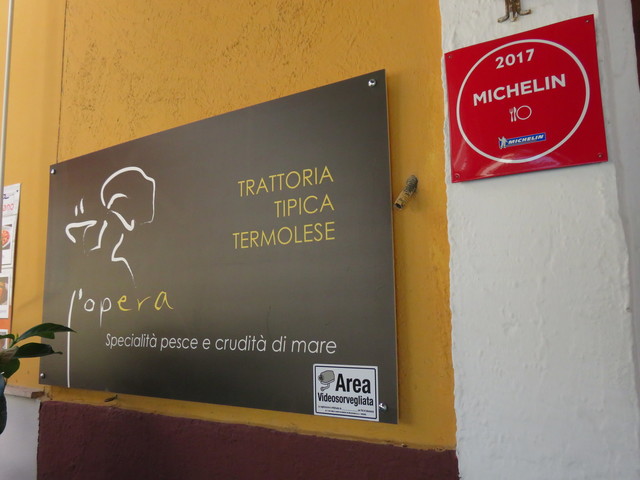 2017
MICHELIN
MICHELIN
TRATTORIA
TIPICA
TERMOLESE
l'opera
Specialità pesce e crudità di mare
Area
Videosorvegliata